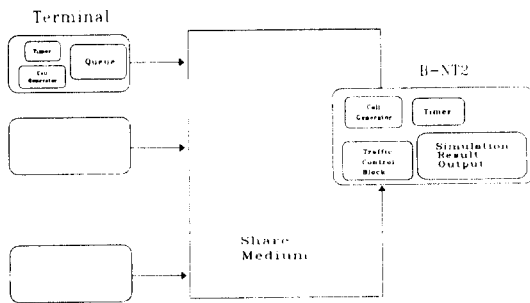 Terminal
Timer
Queue
Cell
Generator
B-NT2
Cell
Generator
Timer
Traffic
Control
Block
Simulation
Result
Output
Share
Medium